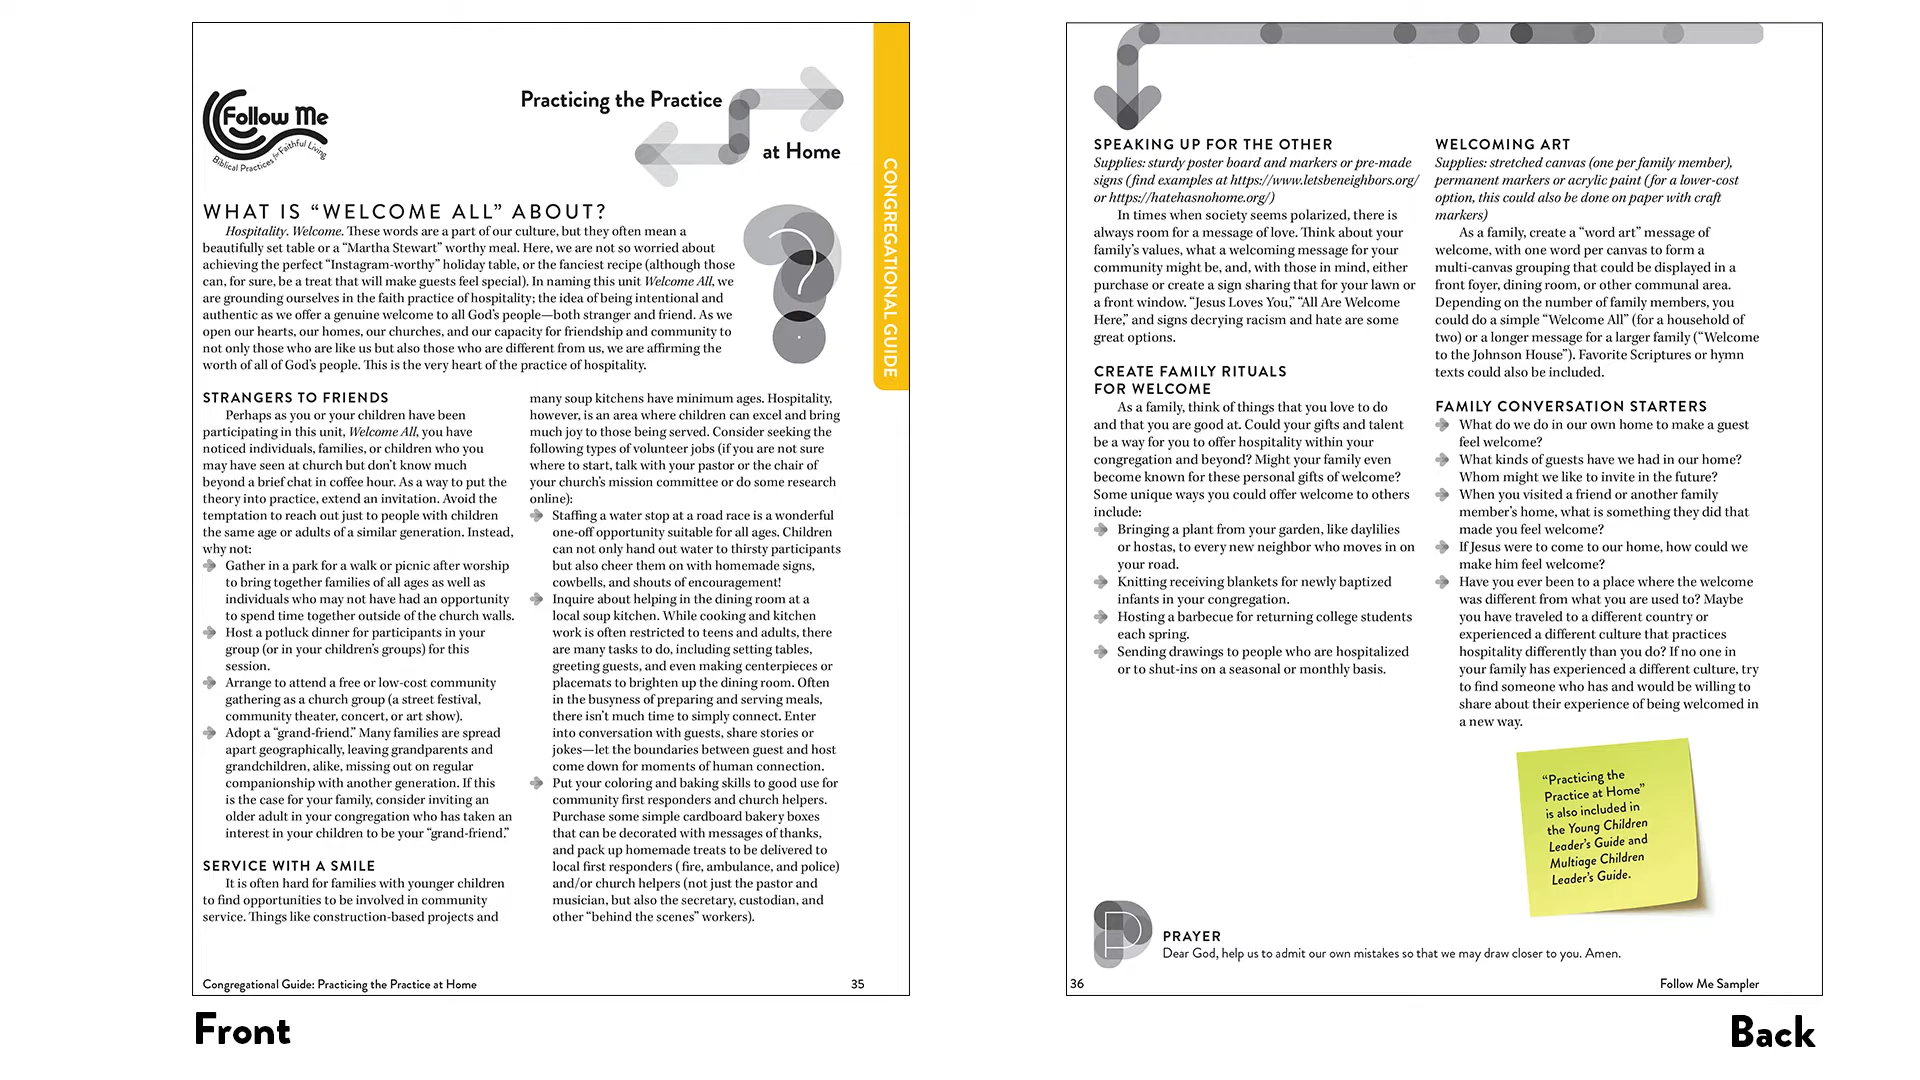 Follow Me
Biblical Practices for Faithful Living
Practicing the Practice
at Home
CONGREGATIONAL GUIDE
WHAT IS “WELCOME ALL” ABOUT?
Hospitality. Welcome. These words are a part of our culture, but they often mean a
beautifully set table or a “Martha Stewart” worthy meal. Here, we are not so worried about
achieving the perfect “Instagram-worthy” holiday table, or the fanciest recipe (although those
can, for sure, be a treat that will make guests feel special). In naming this unit Welcome All, we
are grounding ourselves in the faith practice of hospitality; the idea of being intentional and
authentic as we offer a genuine welcome to all God’s people—both stranger and friend. As we
open our hearts, our homes, our churches, and our capacity for friendship and community to
not only those who are like us but also those who are different from us, we are affirming the
worth of all of God’s people. This is the very heart of the practice of hospitality.
?
STRANGERS TO FRIENDS
Perhaps as you or your children have been
participating in this unit, Welcome All, you have
noticed individuals, families, or children who you
may have seen at church but don’t know much
beyond a brief chat in coffee hour. As a way to put the
theory into practice, extend an invitation. Avoid the
temptation to reach out just to people with children
the same age or adults of a similar generation. Instead,
why not:
Gather in a park for a walk or picnic after worship
to bring together families of all ages as well as
individuals who may not have had an opportunity
to spend time together outside of the church walls.
Host a potluck dinner for participants in your
group (or in your children’s groups) for this
session.
Arrange to attend a free or low-cost community
gathering as a church group (a street festival,
community theater, concert, or art show).
Adopt a “grand-friend.” Many families are spread
apart geographically, leaving grandparents and
grandchildren, alike, missing out on regular
companionship with another generation. If this
is the case for your family, consider inviting an
older adult in your congregation who has taken an
interest in your children to be your “grand-friend.”
SERVICE WITH A SMILE
It is often hard for families with younger children
to find opportunities to be involved in community
service. Things like construction-based projects and
many soup kitchens have minimum ages. Hospitality,
however, is an area where children can excel and bring
much joy to those being served. Consider seeking the
following types of volunteer jobs (if you are not sure
where to start, talk with your pastor or the chair of
your church’s mission committee or do some research
online):
Staffing a water stop at a road race is a wonderful
one-off opportunity suitable for all ages. Children
can not only hand out water to thirsty participants
but also cheer them on with homemade signs,
cowbells, and shouts of encouragement!
Inquire about helping in the dining room at a
local soup kitchen. While cooking and kitchen
work is often restricted to teens and adults, there
are many tasks to do, including setting tables,
greeting guests, and even making centerpieces or
placemats to brighten up the dining room. Often
in the busyness of preparing and serving meals,
there isn’t much time to simply connect. Enter
into conversation with guests, share stories or
jokes—let the boundaries between guest and host
come down for moments of human connection.
Put your coloring and baking skills to good use for
community first responders and church helpers.
Purchase some simple cardboard bakery boxes
that can be decorated with messages of thanks,
and pack up homemade treats to be delivered to
local first responders (fire, ambulance, and police)
and/or church helpers (not just the pastor and
musician, but also the secretary, custodian, and
other “behind the scenes” workers).
Congregational Guide: Practicing the Practice at Home
35
Front
SPEAKING UP FOR THE OTHER
Supplies: sturdy poster board and markers or pre-made
signs (find examples at https://www.letsbeneighbors.org/
or https://hatehasnohome.org/)
In times when society seems polarized, there is
always room for a message of love. Think about your
family’s values, what a welcoming message for your
community might be, and, with those in mind, either
purchase or create a sign sharing that for your lawn or
a front window. “Jesus Loves You,” “All Are Welcome
Here,” and signs decrying racism and hate are some
great options.
CREATE FAMILY RITUALS
FOR WELCOME
As a family, think of things that you love to do
and that you are good at. Could your gifts and talent
be a way for you to offer hospitality within your
congregation and beyond? Might your family even
become known for these personal gifts of welcome?
Some unique ways you could offer welcome to others
include:
Bringing a plant from your garden, like daylilies
or hostas, to every new neighbor who moves in on
your road.
Knitting receiving blankets for newly baptized
infants in your congregation.
Hosting a barbecue for returning college students
each spring.
Sending drawings to people who are hospitalized
or to shut-ins on a seasonal or monthly basis.
WELCOMING ART
Supplies: stretched canvas (one per family member),
permanent markers or acrylic paint (for a lower-cost
option, this could also be done on paper with craft
markers)
As a family, create a “word art” message of
welcome, with one word per canvas to form a
multi-canvas grouping that could be displayed in a
front foyer, dining room, or other communal area.
Depending on the number of family members, you
could do a simple “Welcome All” (for a household of
two) or a longer message for a larger family (“Welcome
to the Johnson House”). Favorite Scriptures or hymn
texts could also be included.
FAMILY CONVERSATION STARTERS
What do we do in our own home to make a guest
feel welcome?
What kinds of guests have we had in our home?
Whom might we like to invite in the future?
When you visited a friend or another family
member’s home, what is something they did that
made you feel welcome?
If Jesus were to come to our home, how could we
make him feel welcome?
Have you ever been to a place where the welcome
was different from what you are used to? Maybe
you have traveled to a different country or
experienced a different culture that practices
hospitality differently than you do? If no one in
your family has experienced a different culture, try
to find someone who has and would be willing to
share about their experience of being welcomed in
a new way.
“Practicing the
Practice at Home”
is also included in
the Young Children
Leader’s Guide and
Multiage Children
Leader’s Guide.
P
PRAYER
Dear God, help us to admit our own mistakes so that we may draw closer to you. Amen.
36
Follow Me Sampler
Back